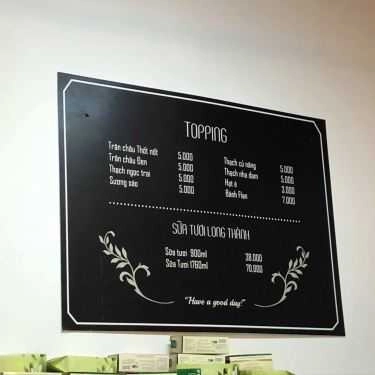 TOPPING
Trân châu Thốt nốt 5.000
Trân châu Đen 5.000
Thạch ngọc trai 5.000
Sương sáo 5.000
Thạch củ năng 5.000
Thạch nha đam 5.000
Hạt é 3.000
Bánh Flan 7.000
SỮA TƯƠI LONG THÀNH
Sữa tươi 900ml 38.000
Sữa Tươi 1760ml 70.000
"Have a good day!"